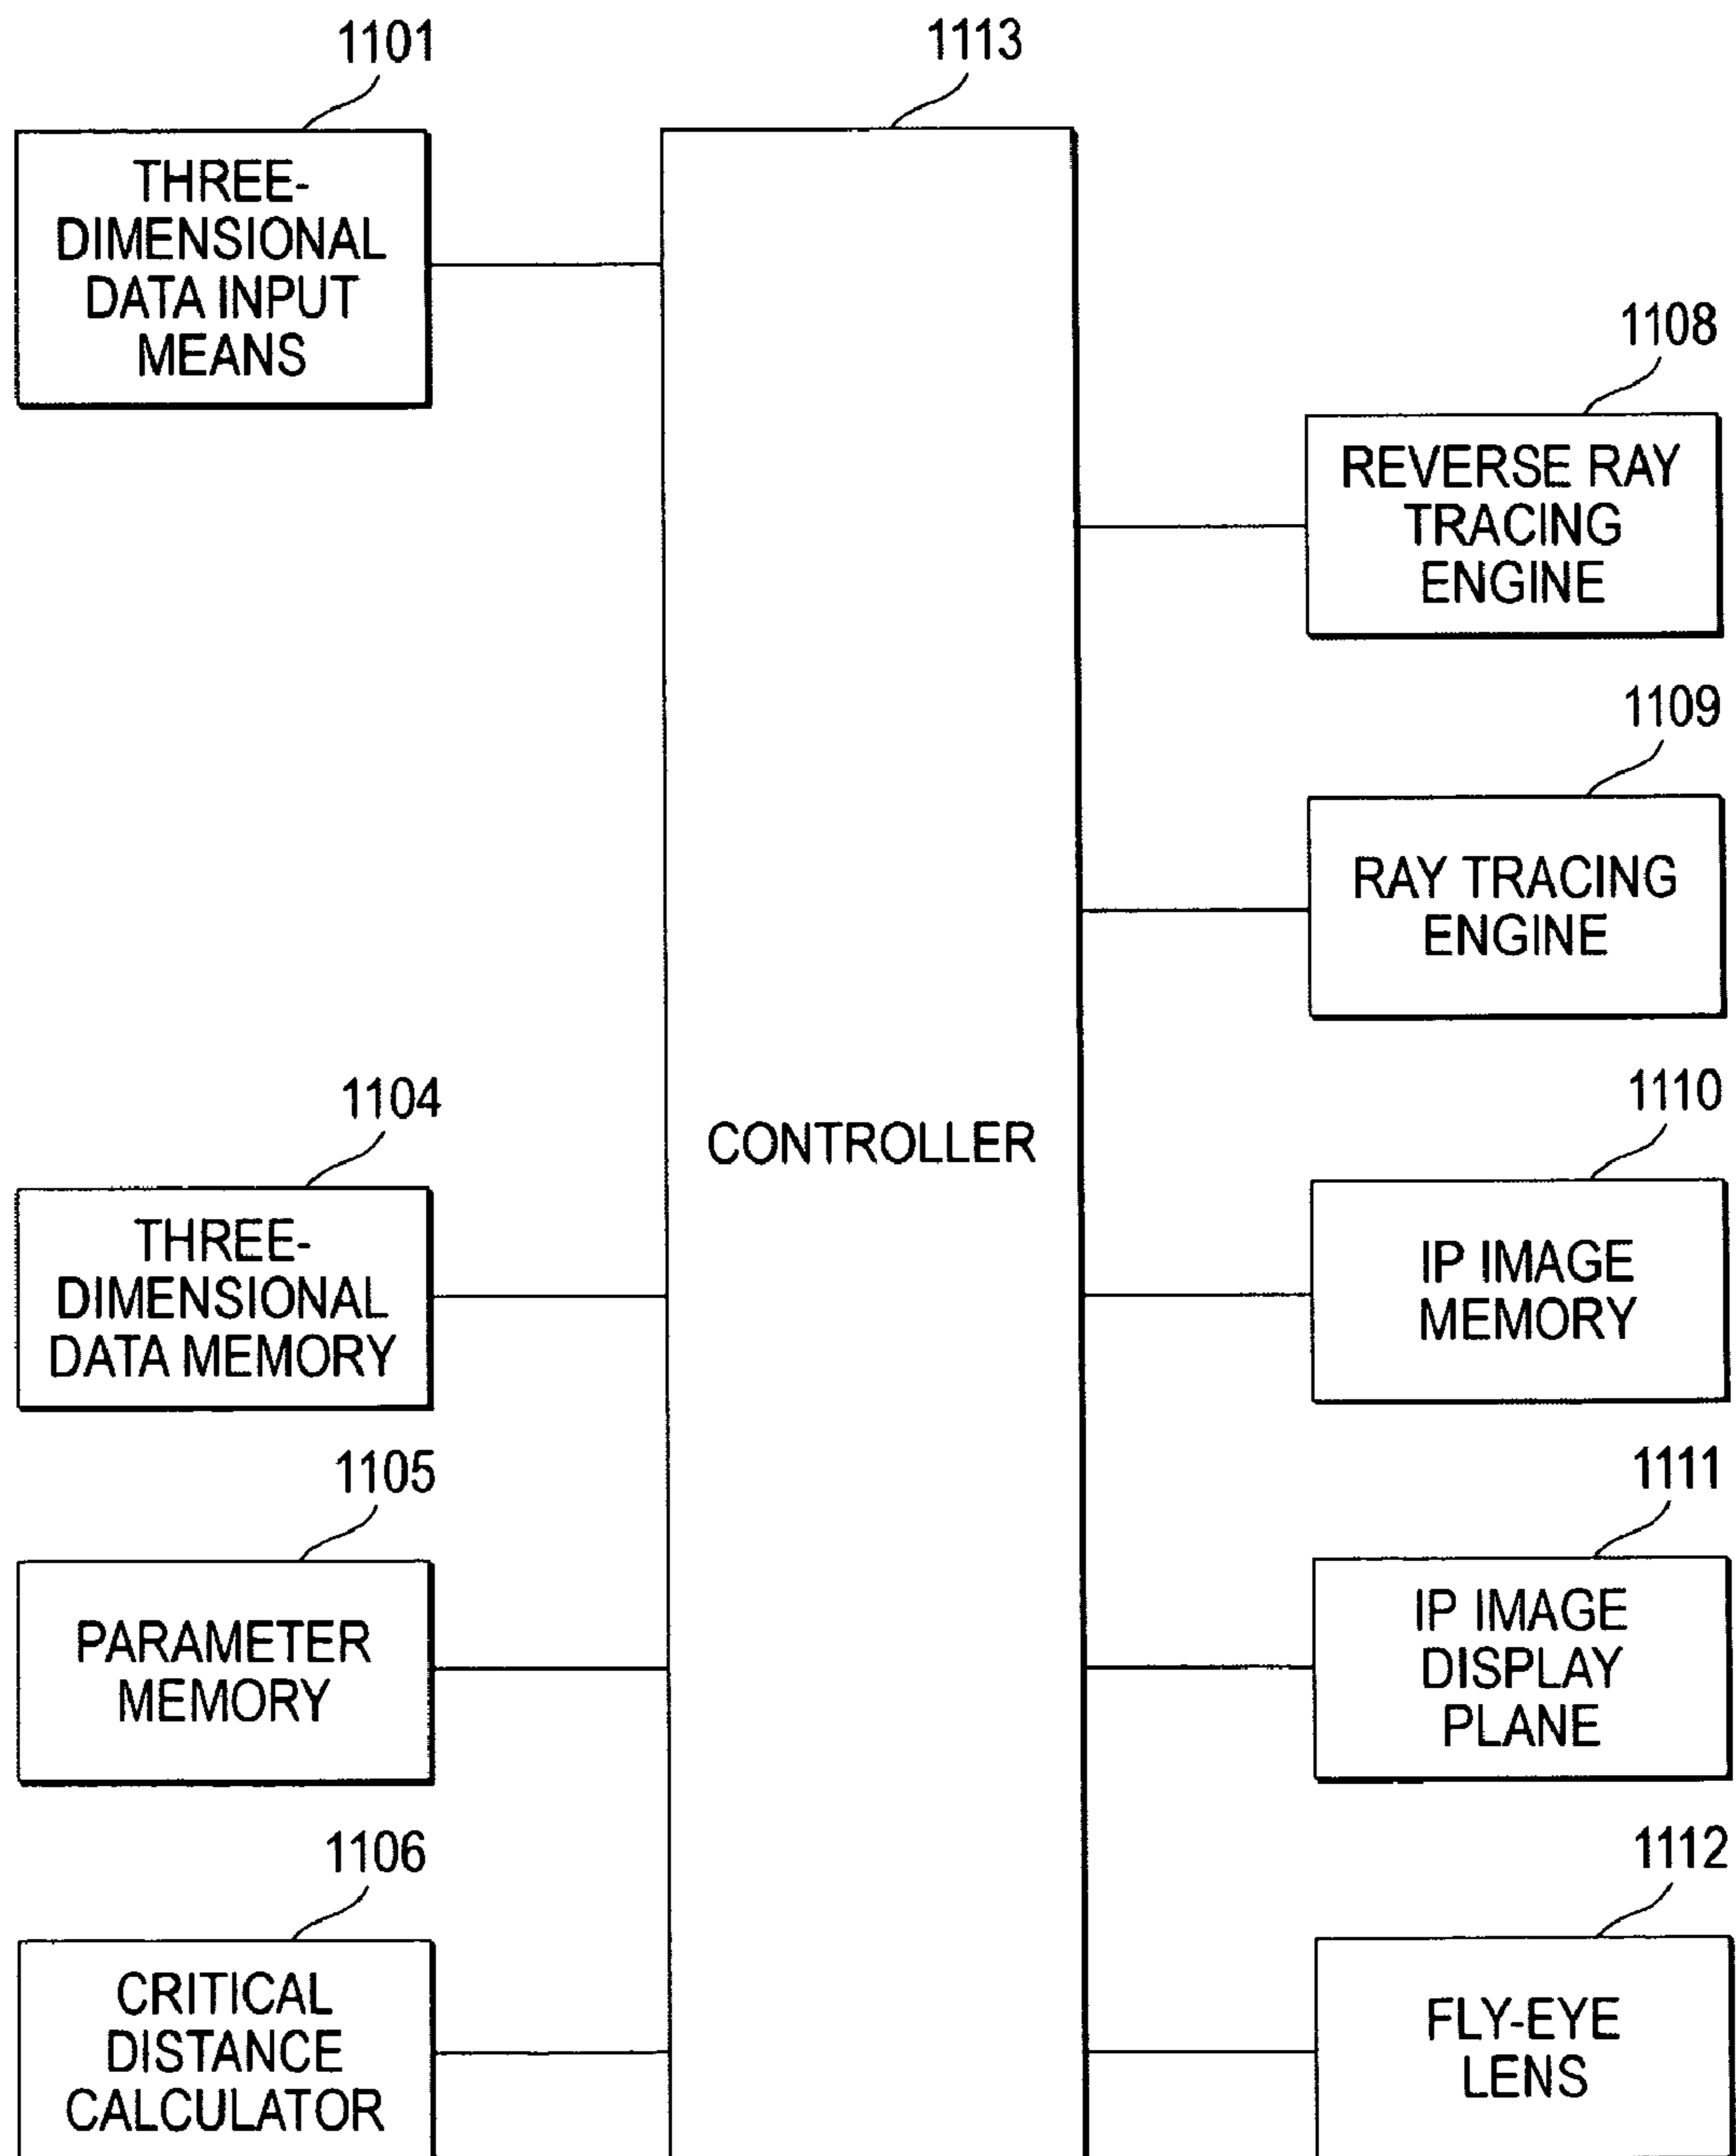 1101
THREE-
DIMENSIONAL
DATA INPUT
MEANS
1104
THREE-
DIMENSIONAL
DATA MEMORY
1105
PARAMETER
MEMORY
1106
CRITICAL
DISTANCE
CALCULATOR
1113
CONTROLLER
1108
REVERSE RAY
TRACING
ENGINE
1109
RAY TRACING
ENGINE
1110
IP IMAGE
MEMORY
1111
IP IMAGE
DISPLAY
PLANE
1112
FLY-EYE
LENS